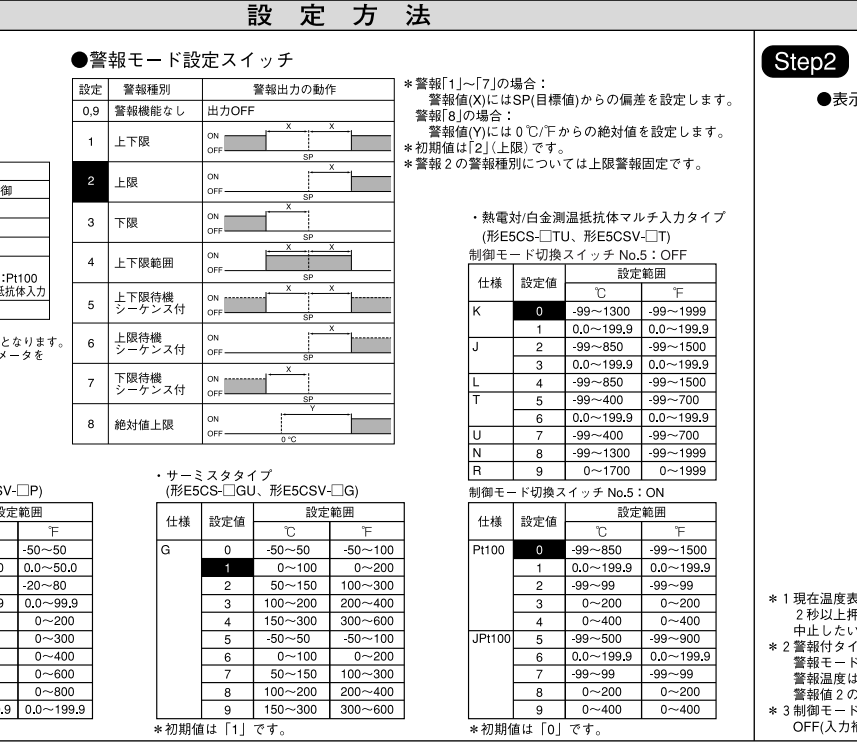 設定方法
●警報モード設定スイッチ
設定 警報種別 警報出力の動作
0,9 警報機能なし 出力OFF
1 上下限 ON OFF X X SP
2 上限 ON OFF X SP
3 下限 ON OFF X SP
4 上下限範囲 ON OFF X X SP
5 上下限待機シーケンス付 ON OFF X X SP
6 上限待機シーケンス付 ON OFF X SP
7 下限待機シーケンス付 ON OFF X SP
8 絶対値上限 ON OFF Y 0℃
＊警報「1」～「7」の場合：
警報値(X)にはSP(目標値)からの偏差を設定します。
警報「8」の場合：
警報値(Y)には0℃/℉からの絶対値を設定します。
＊初期値は「2」(上限)です。
＊警報2の警報種別については上限警報固定です。
御
:Pt100
抵抗体入力
となります。
メータを
・熱電対/白金測温抵抗体マルチ入力タイプ
(形E5CS-□TU、形E5CSV-□T)
制御モード切換スイッチ No.5：OFF
仕様 設定値 設定範囲
℃ ℉
K 0 -99～1300 -99～1999
1 0.0～199.9 0.0～199.9
J 2 -99～850 -99～1500
3 0.0～199.9 0.0～199.9
L 4 -99～850 -99～1500
T 5 -99～400 -99～700
6 0.0～199.9 0.0～199.9
U 7 -99～400 -99～700
N 8 -99～1300 -99～1999
R 9 0～1700 0～1999
制御モード切換スイッチ No.5：ON
仕様 設定値 設定範囲
℃ ℉
Pt100 0 -99～850 -99～1500
1 0.0～199.9 0.0～199.9
2 -99～99 -99～99
3 0～200 0～200
4 0～400 0～400
JPt100 5 -99～500 -99～900
6 0.0～199.9 0.0～199.9
7 -99～99 -99～99
8 0～200 0～200
9 0～400 0～400
＊初期値は「0」です。
SV-□P)
設定範囲
℉
-50～50
0 0.0～50.0
-20～80
9 0.0～99.9
0～200
0～300
0～400
0～600
0～800
.9 0.0～199.9
・サーミスタタイプ
(形E5CS-□GU、形E5CSV-□G)
仕様 設定値 設定範囲
℃ ℉
G 0 -50～50 -50～100
1 0～100 0～200
2 50～150 100～300
3 100～200 200～400
4 150～300 300～600
5 -50～50 -50～100
6 0～100 0～200
7 50～150 100～300
8 100～200 200～400
9 150～300 300～600
＊初期値は「1」です。
Step2
●表示
＊1現在温度表
2秒以上押
中止したい
＊2警報付タイ
警報モード
警報温度は
警報値2の
＊3制御モード
OFF(入力補